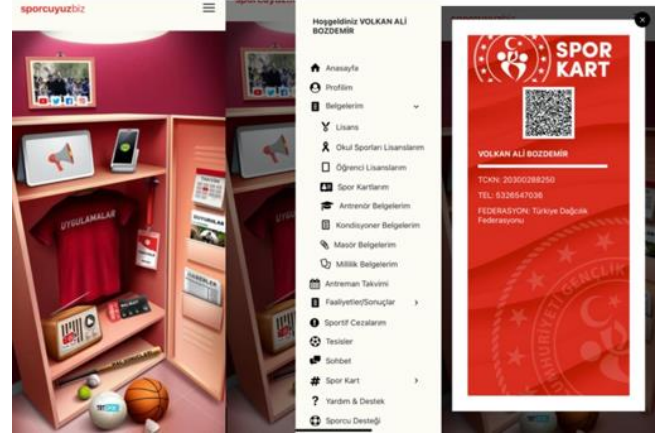 sporcuyuzbiz
UYGULAMALAR
DUYURULAR
HABERLER
Hoşgeldiniz VOLKAN ALİ
BOZDEMİR
Anasayfa
Profilim
Belgelerim
Lisans
Okul Sporları Lisanslarım
Öğrenci Lisanslarım
Spor Kartlarım
Antrenör Belgelerim
Kondisyoner Belgelerim
Masör Belgelerim
Millilik Belgelerim
Antreman Takvimi
Faaliyetler/Sonuçlar
Sportif Cezalarım
Tesisler
Sohbet
Spor Kart
Yardım & Destek
Sporcu Desteği
SPOR
KART
VOLKAN ALİ BOZDEMİR
TCKN: 20300288250
TEL: 5326547036
FEDERASYON: Türkiye Dağcılık
Federasyonu